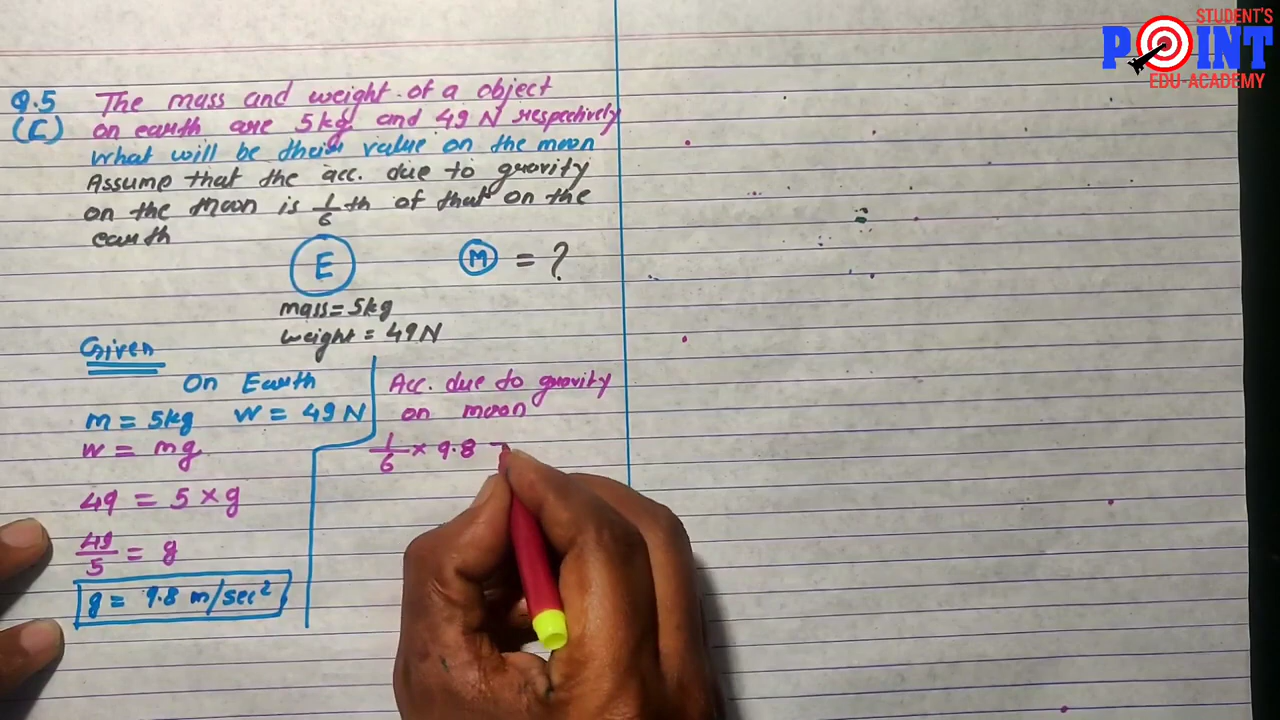 STUDENT'S
POINT
EDU-ACADEMY
Q.5 The mass and weight of a object
(C) on earth are 5kg and 49 N respectively
what will be their value on the moon
Assume that the acc. due to gravity
on the moon is 1/6 th of that on the
earth
E M = ?
mass = 5kg
weight = 49 N
Given
On Earth
m = 5kg W = 49 N
W = mg
49 = 5 × g
49/5 = g
g = 9.8 m/sec²
Acc. due to gravity
on moon
1/6 × 9.8